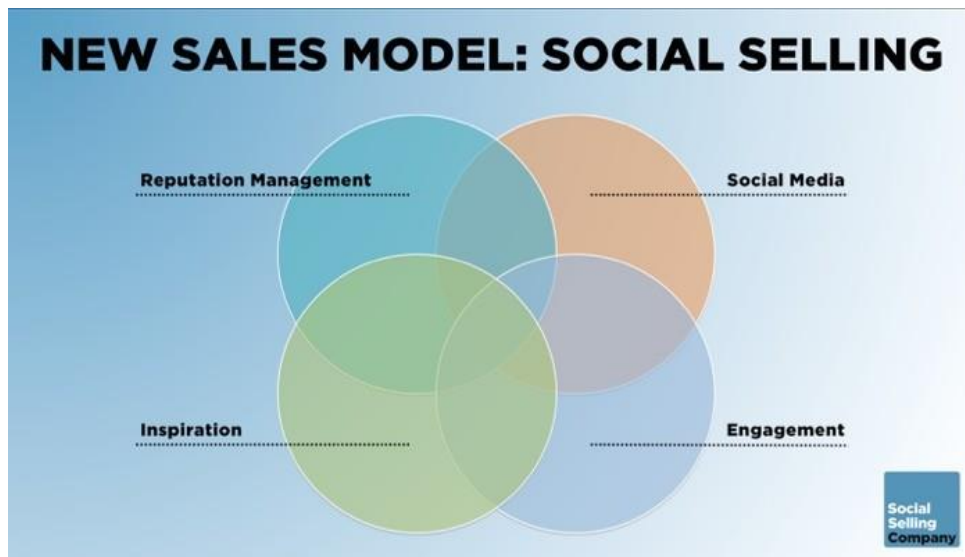 NEW SALES MODEL: SOCIAL SELLING
Reputation Management
Social Media
Inspiration
Engagement
Social
Selling
Company